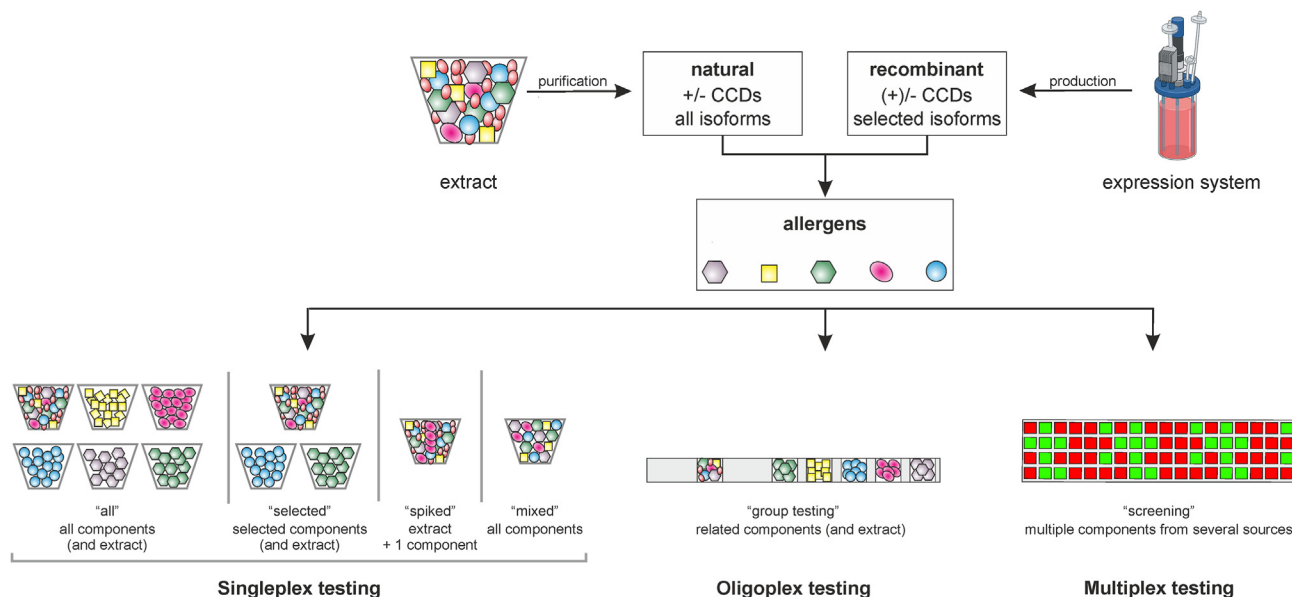 purification
natural
+/- CCDs
all isoforms
recombinant
(+)/- CCDs
selected isoforms
production
extract
expression system
allergens
“all”
all components
(and extract)
“selected”
selected components
(and extract)
“spiked”
extract
+ 1 component
“mixed”
all components
“group testing”
related components (and extract)
“screening”
multiple components from several sources
Singleplex testing
Oligoplex testing
Multiplex testing